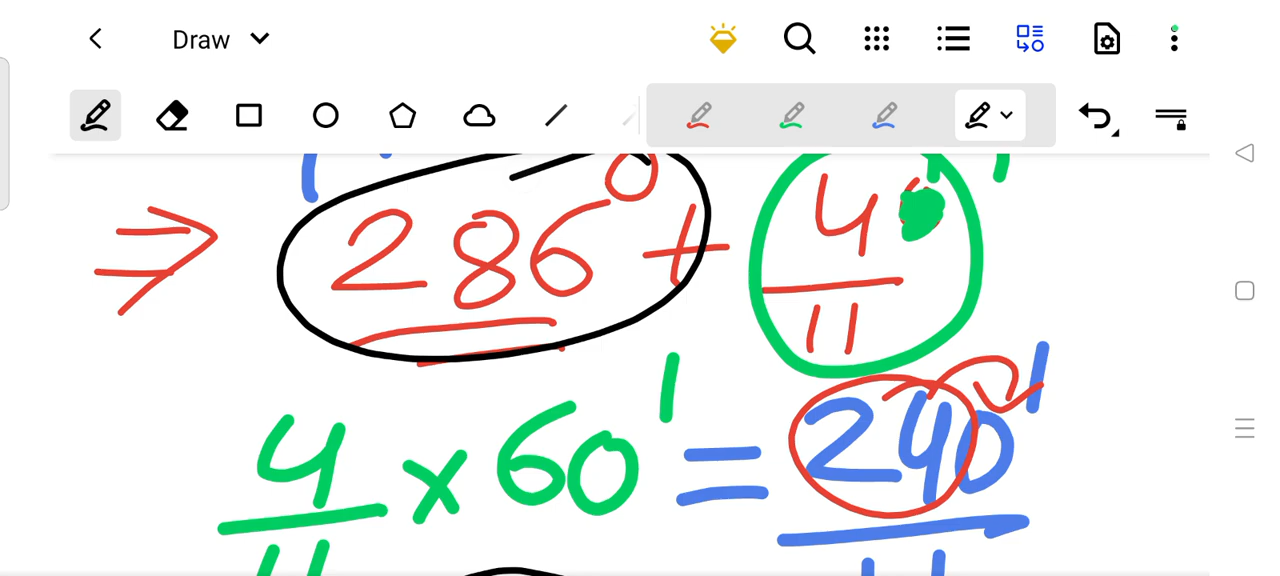 Draw
⇒ 286° + 4/11
4/11 × 60' = 240'/11